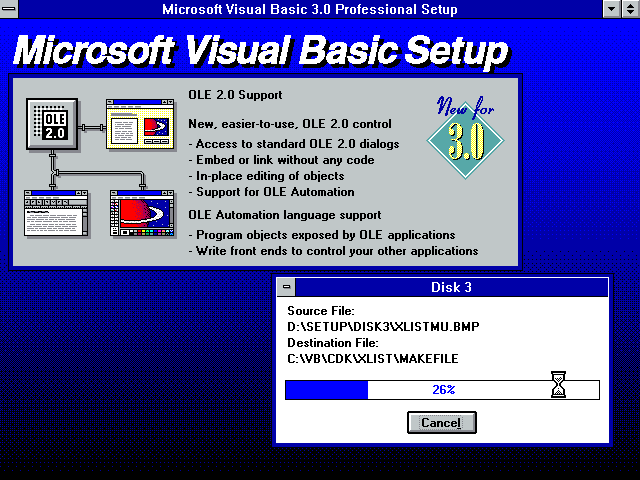 Microsoft Visual Basic 3.0 Professional Setup
Microsoft Visual Basic Setup
OLE 2.0
OLE 2.0 Support
New, easier-to-use, OLE 2.0 control
- Access to standard OLE 2.0 dialogs
- Embed or link without any code
- In-place editing of objects
- Support for OLE Automation
OLE Automation language support
- Program objects exposed by OLE applications
- Write front ends to control your other applications
New for
3.0
Disk 3
Source File:
D:\SETUP\DISK3\XLISTMU.BMP
Destination File:
C:\VB\CDK\XLIST\MAKEFILE
26%
Cancel